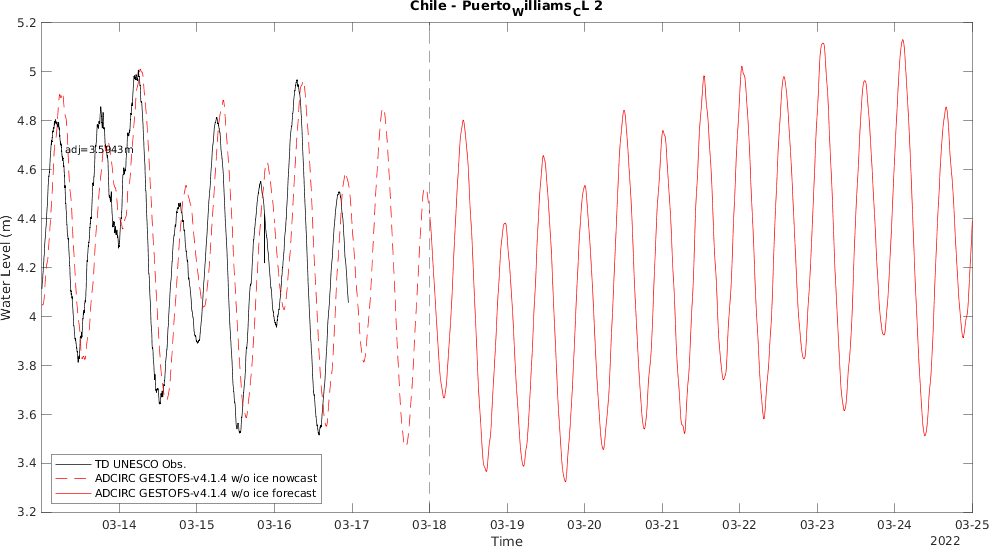 Chile - Puerto_Williams_CL 2
5.2
5
4.8
4.6
4.4
4.2
4
3.8
3.6
3.4
3.2
Water Level (m)
adj=3.5943m
TD UNESCO Obs.
ADCIRC GESTOFS-v4.1.4 w/o ice nowcast
ADCIRC GESTOFS-v4.1.4 w/o ice forecast
03-14 03-15 03-16 03-17 03-18 03-19 03-20 03-21 03-22 03-23 03-24 03-25
Time
2022